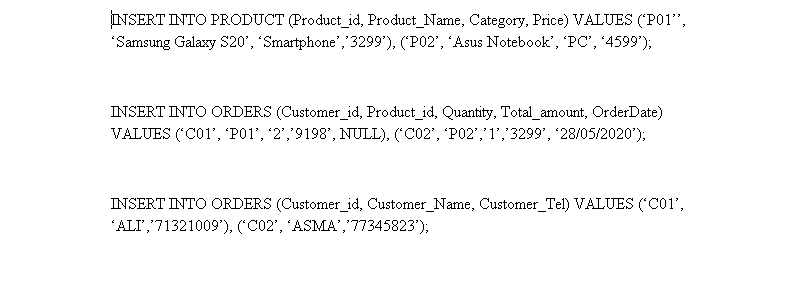 INSERT INTO PRODUCT (Product_id, Product_Name, Category, Price) VALUES (‘P01’’,
‘Samsung Galaxy S20’, ‘Smartphone’,’3299’), (‘P02’, ‘Asus Notebook’, ‘PC’, ‘4599’);
INSERT INTO ORDERS (Customer_id, Product_id, Quantity, Total_amount, OrderDate)
VALUES (‘C01’, ‘P01’, ‘2’,’9198’, NULL), (‘C02’, ‘P02’,’1’,’3299’, ‘28/05/2020’);
INSERT INTO ORDERS (Customer_id, Customer_Name, Customer_Tel) VALUES (‘C01’,
‘ALI’,’71321009’), (‘C02’, ‘ASMA’,’77345823’);